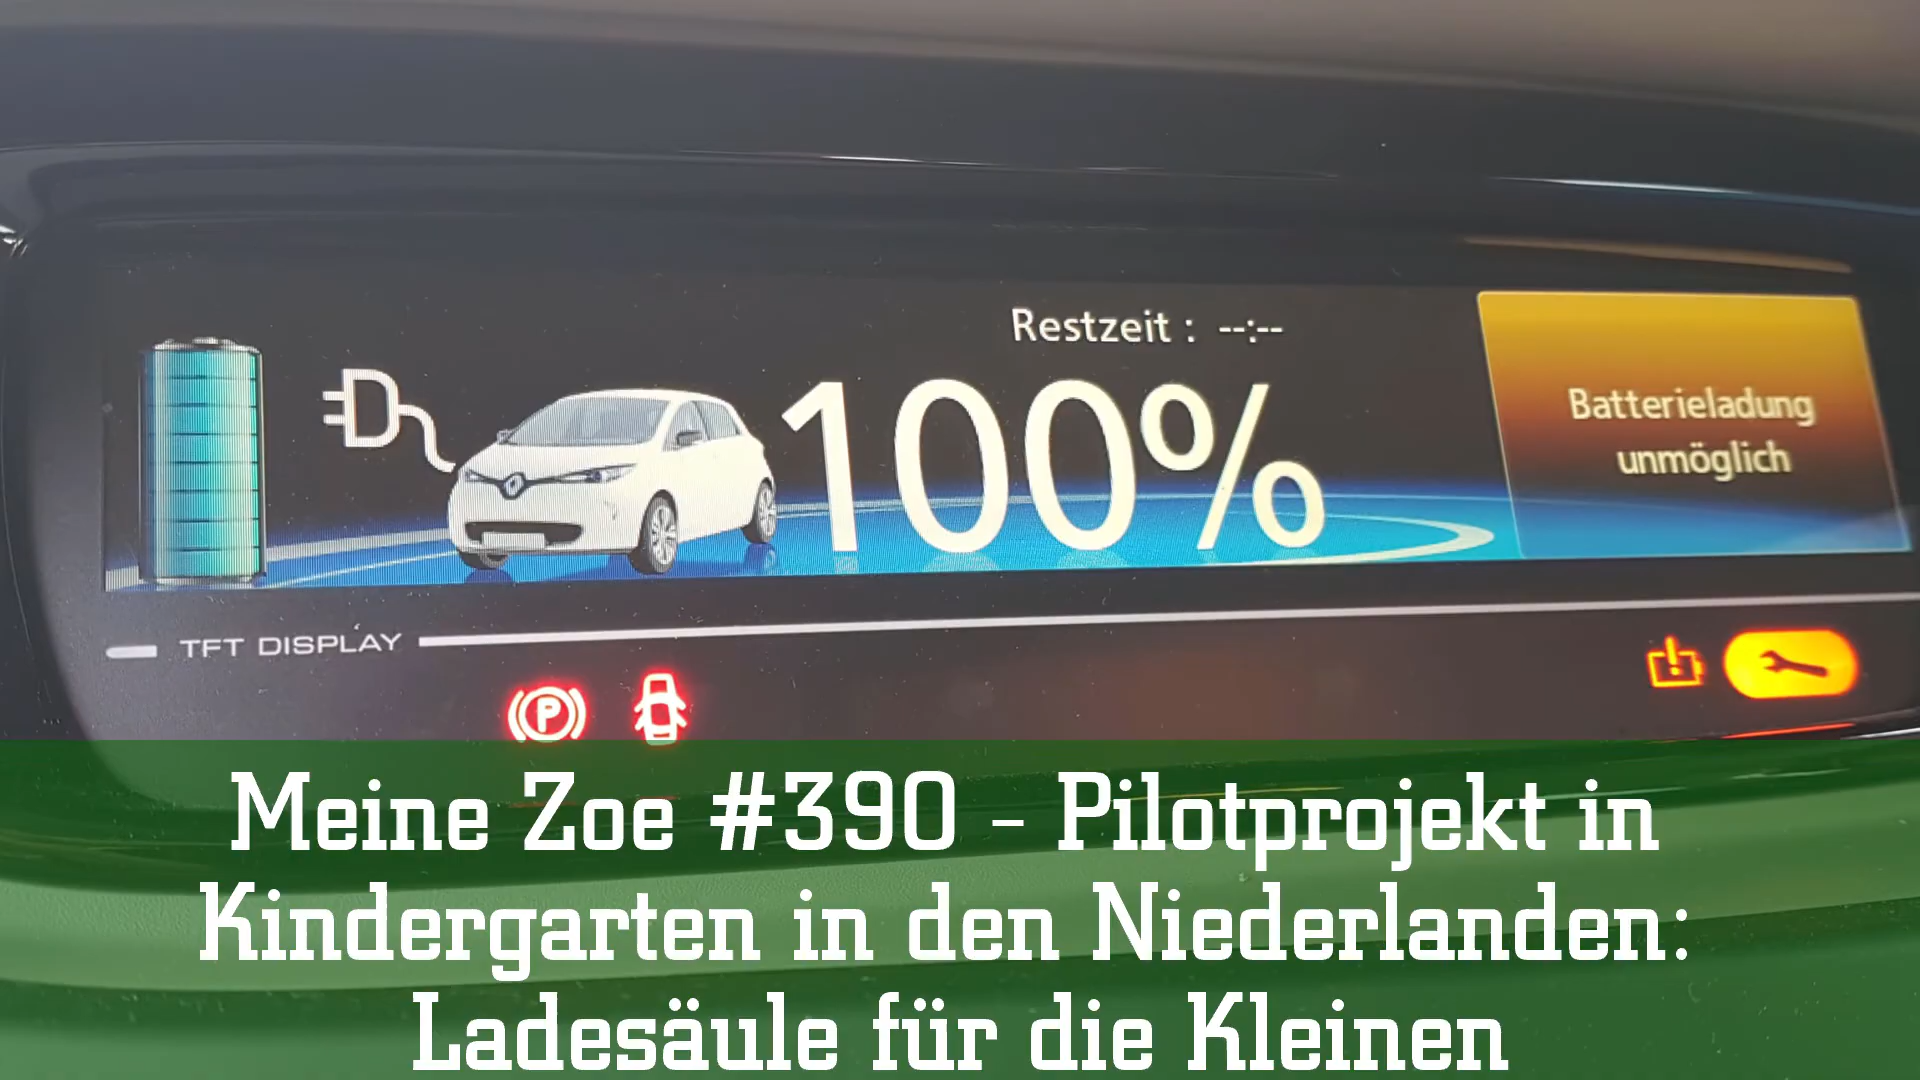 Restzeit : --:--
100%
Batterieladung
unmöglich
TFT DISPLAY
P
Meine Zoe #390 – Pilotprojekt in
Kindergarten in den Niederlanden:
Ladesäule für die Kleinen